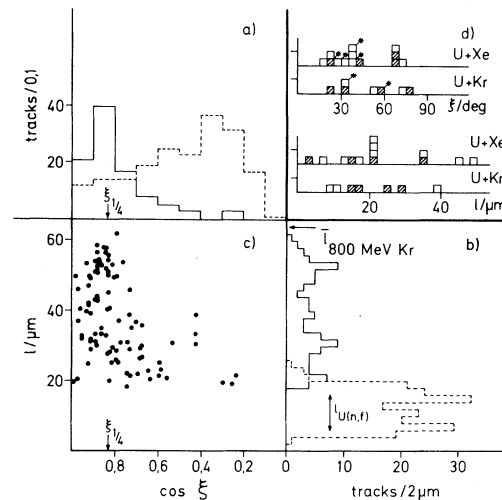 a)
tracks/0,1
40
20
ξ1/4
d)
U+Xe
U+Kr
30 60 90 ξ/deg
U+Xe
U+Kr
20 40 l/μm
c)
l/μm
60
40
20
ξ1/4
0,8 0,6 0,4 0,2
cos ξ
b)
l̄ 800 MeV Kr
lU(n,f)
0 10 20 30
tracks/2μm